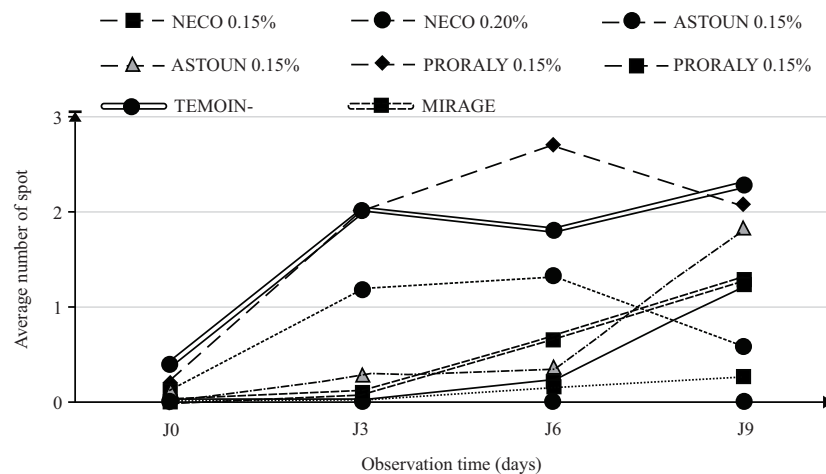 NECO 0.15% NECO 0.20% ASTOUN 0.15%
ASTOUN 0.15% PRORALY 0.15% PRORALY 0.15%
TEMOIN- MIRAGE
3
2
1
0
Average number of spot
J0 J3 J6 J9
Observation time (days)